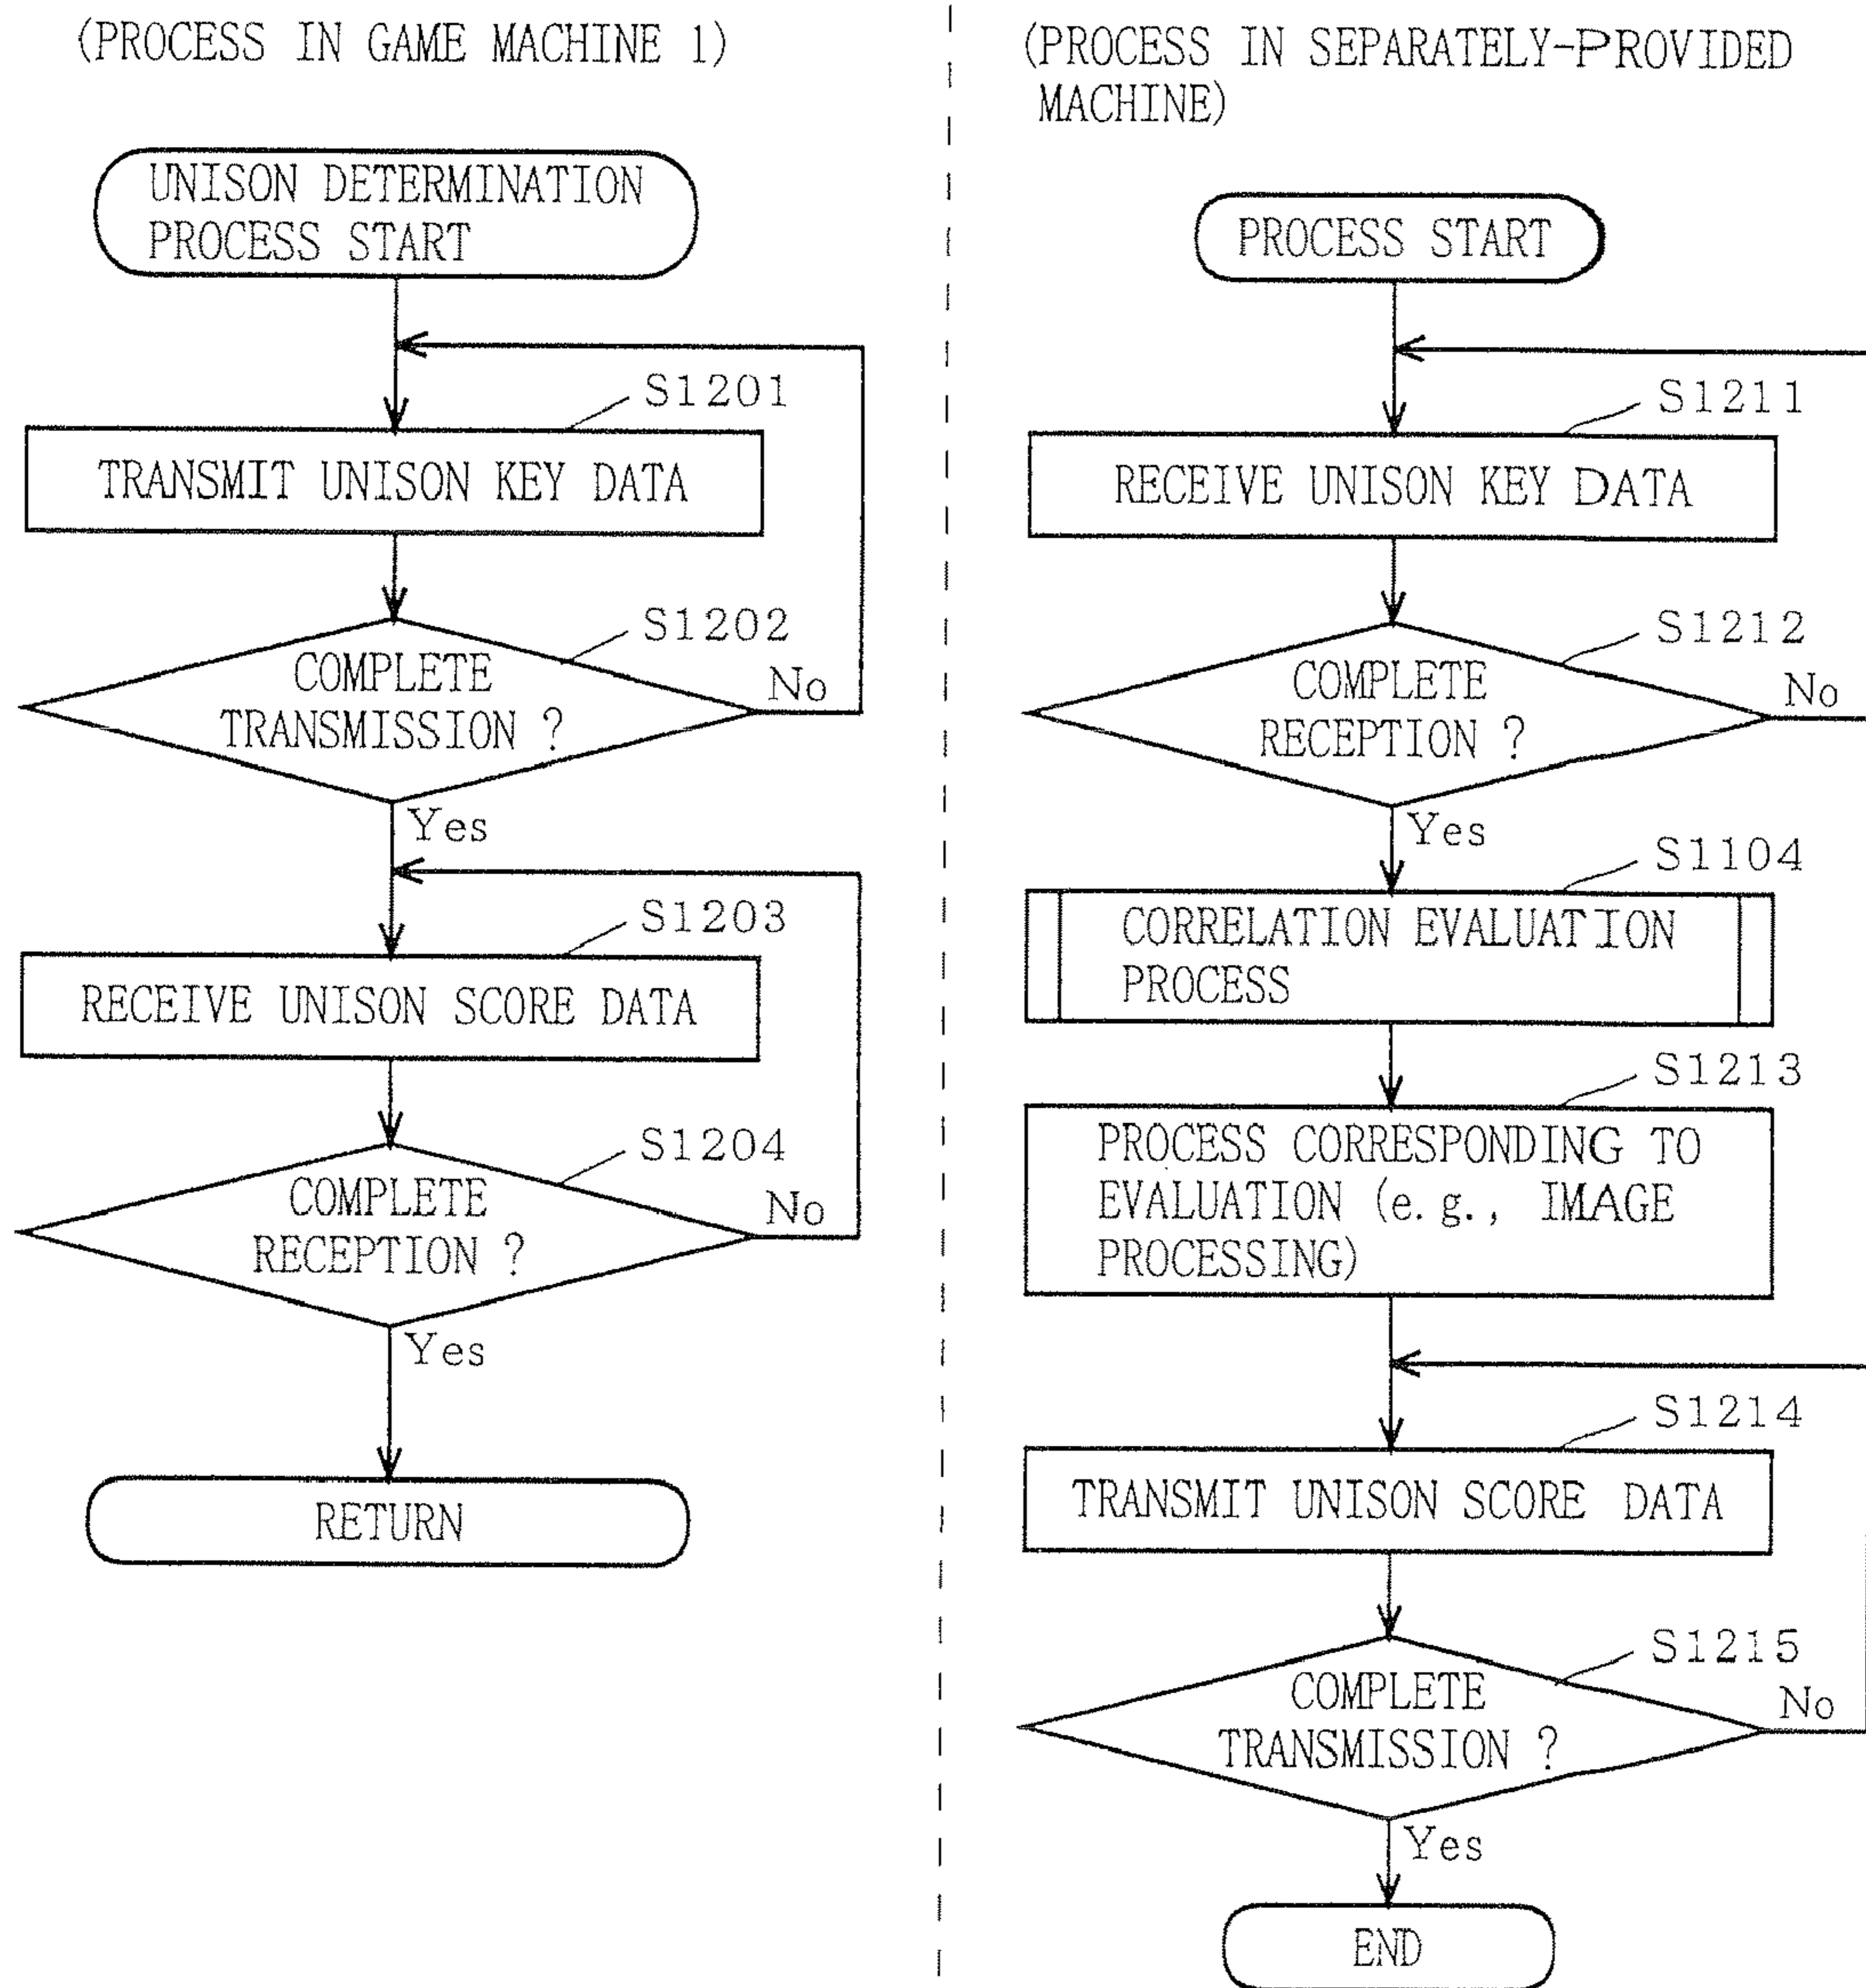 (PROCESS IN GAME MACHINE 1)
UNISON DETERMINATION
PROCESS START
S1201
TRANSMIT UNISON KEY DATA
S1202
COMPLETE
TRANSMISSION ?
No
Yes
S1203
RECEIVE UNISON SCORE DATA
S1204
COMPLETE
RECEPTION ?
No
Yes
RETURN
(PROCESS IN SEPARATELY-PROVIDED
MACHINE)
PROCESS START
S1211
RECEIVE UNISON KEY DATA
S1212
COMPLETE
RECEPTION ?
No
Yes
S1104
CORRELATION EVALUATION
PROCESS
S1213
PROCESS CORRESPONDING TO
EVALUATION (e.g., IMAGE
PROCESSING)
S1214
TRANSMIT UNISON SCORE DATA
S1215
COMPLETE
TRANSMISSION ?
No
Yes
END